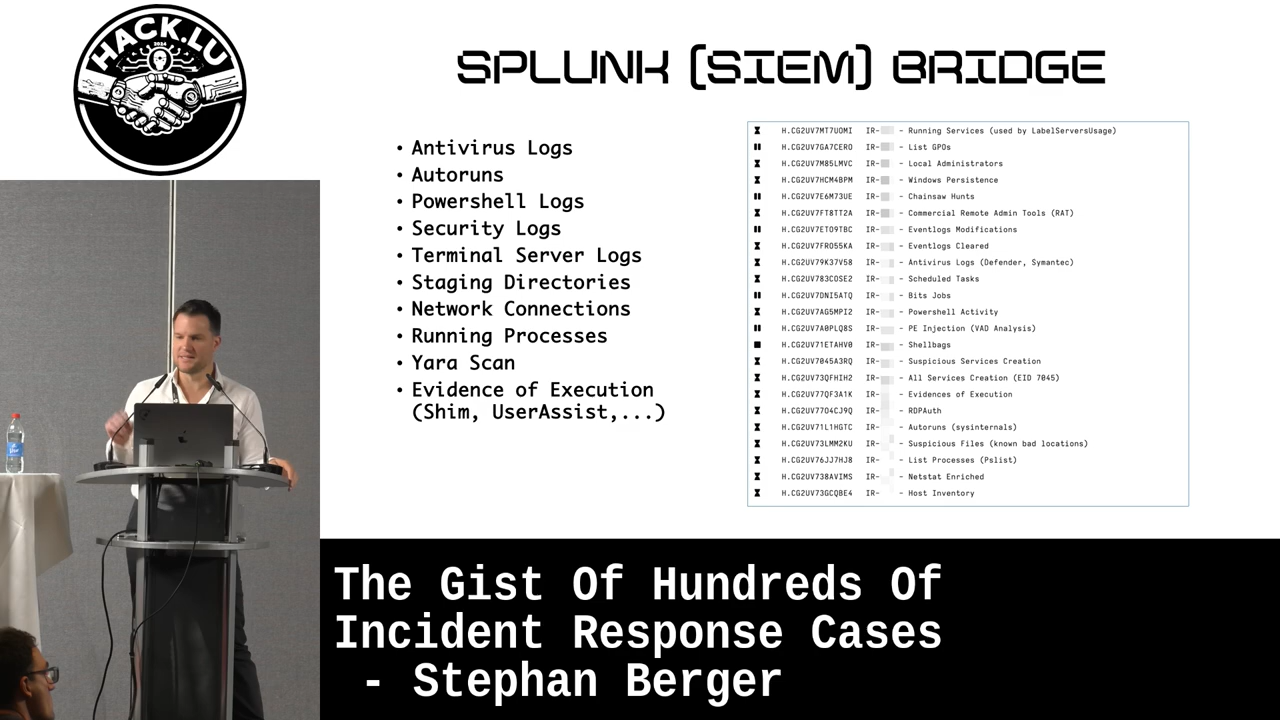 HACK.LU
2024
SPLUNK (SIEM) BRIDGE
• Antivirus Logs
• Autoruns
• Powershell Logs
• Security Logs
• Terminal Server Logs
• Staging Directories
• Network Connections
• Running Processes
• Yara Scan
• Evidence of Execution
(Shim, UserAssist,...)
H.CG2UV7MT7UOMI IR- - Running Services (used by LabelServersUsage)
H.CG2UV7GA7CERO IR- - List GPOs
H.CG2UV7M85LMVC IR- - Local Administrators
H.CG2UV7HCM4BPM IR- - Windows Persistence
H.CG2UV7E6M73UE IR- - Chainsaw Hunts
H.CG2UV7FT8TT2A IR- - Commercial Remote Admin Tools (RAT)
H.CG2UV7ETO9TBC IR- - Eventlogs Modifications
H.CG2UV7FRO55KA IR- - Eventlogs Cleared
H.CG2UV79K37V58 IR- - Antivirus Logs (Defender, Symantec)
H.CG2UV783COSE2 IR- - Scheduled Tasks
H.CG2UV7DNI5ATQ IR- - Bits Jobs
H.CG2UV7AG5MPI2 IR- - Powershell Activity
H.CG2UV7ABPLQ8S IR- - PE Injection (VAD Analysis)
H.CG2UV71ETAHV0 IR- - Shellbags
H.CG2UV7045A3RQ IR- - Suspicious Services Creation
H.CG2UV73QFHIH2 IR- - All Services Creation (EID 7045)
H.CG2UV77QF3A1K IR- - Evidences of Execution
H.CG2UV77O4CJ9Q IR- - RDPAuth
H.CG2UV71L1HGTC IR- - Autoruns (sysinternals)
H.CG2UV73LMM2KU IR- - Suspicious Files (known bad locations)
H.CG2UV76JJ7HJ8 IR- - List Processes (Pslist)
H.CG2UV738AVIMS IR- - Netstat Enriched
H.CG2UV73GCQBE4 IR- - Host Inventory
The Gist Of Hundreds Of
Incident Response Cases
- Stephan Berger